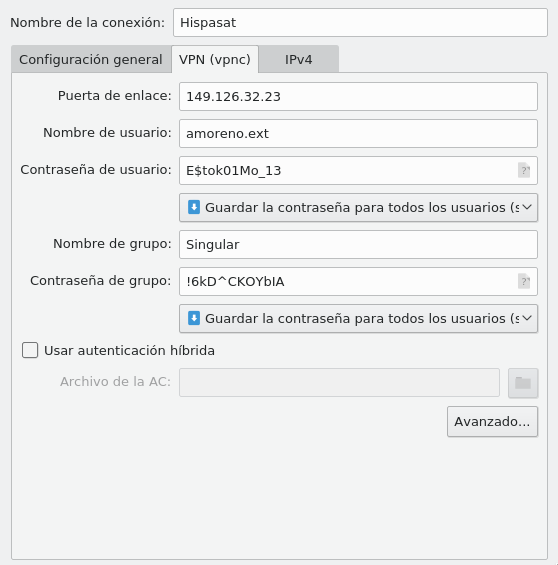 Nombre de la conexión: Hispasat
Configuración general VPN (vpnc) IPv4
Puerta de enlace: 149.126.32.23
Nombre de usuario: amoreno.ext
Contraseña de usuario: E$tok01Mo_13
Guardar la contraseña para todos los usuarios (s
Nombre de grupo: Singular
Contraseña de grupo: !6kD^CKOYbIA
Guardar la contraseña para todos los usuarios (s
Usar autenticación híbrida
Archivo de la AC:
Avanzado...